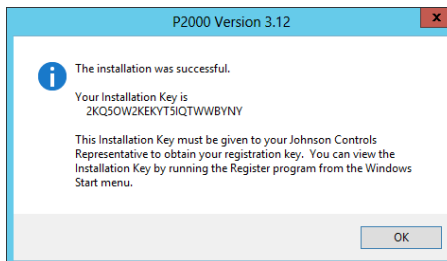 P2000 Version 3.12
x
The installation was successful.
Your Installation Key is
2KQ5OW2KEKYT5IQTWWBYNY
This Installation Key must be given to your Johnson Controls
Representative to obtain your registration key.  You can view the
Installation Key by running the Register program from the Windows
Start menu.
OK